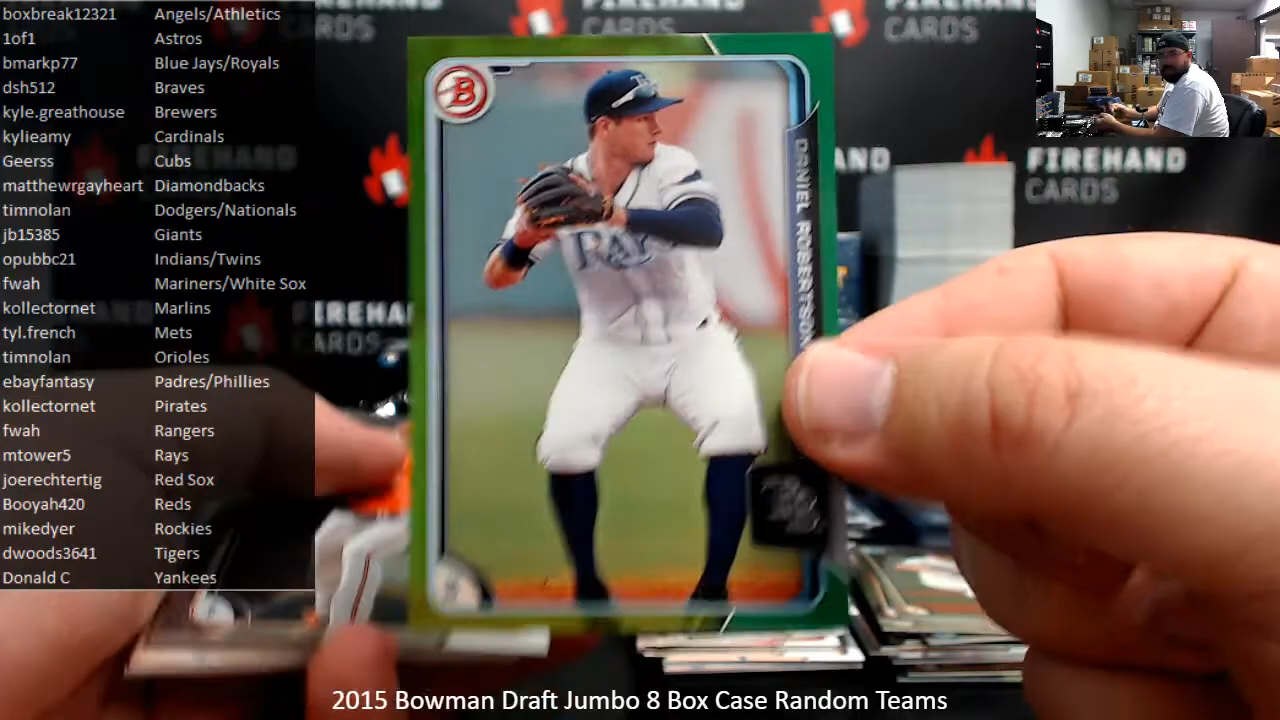 boxbreak12321 Angels/Athletics
1of1 Astros
bmarkp77 Blue Jays/Royals
dsh512 Braves
kyle.greathouse Brewers
kylieamy Cardinals
Geerss Cubs
matthewrgayheart Diamondbacks
timnolan Dodgers/Nationals
jb15385 Giants
opubbc21 Indians/Twins
fwah Mariners/White Sox
kollectornet Marlins
tyl.french Mets
timnolan Orioles
ebayfantasy Padres/Phillies
kollectornet Pirates
fwah Rangers
mtower5 Rays
joerechtertig Red Sox
Booyah420 Reds
mikedyer Rockies
dwoods3641 Tigers
Donald C Yankees
CARDS
CARDS
CARDS
FIREHAND
FIREHAND
CARDS
B
DANIEL ROBERTSON
RAYS
TB
2015 Bowman Draft Jumbo 8 Box Case Random Teams